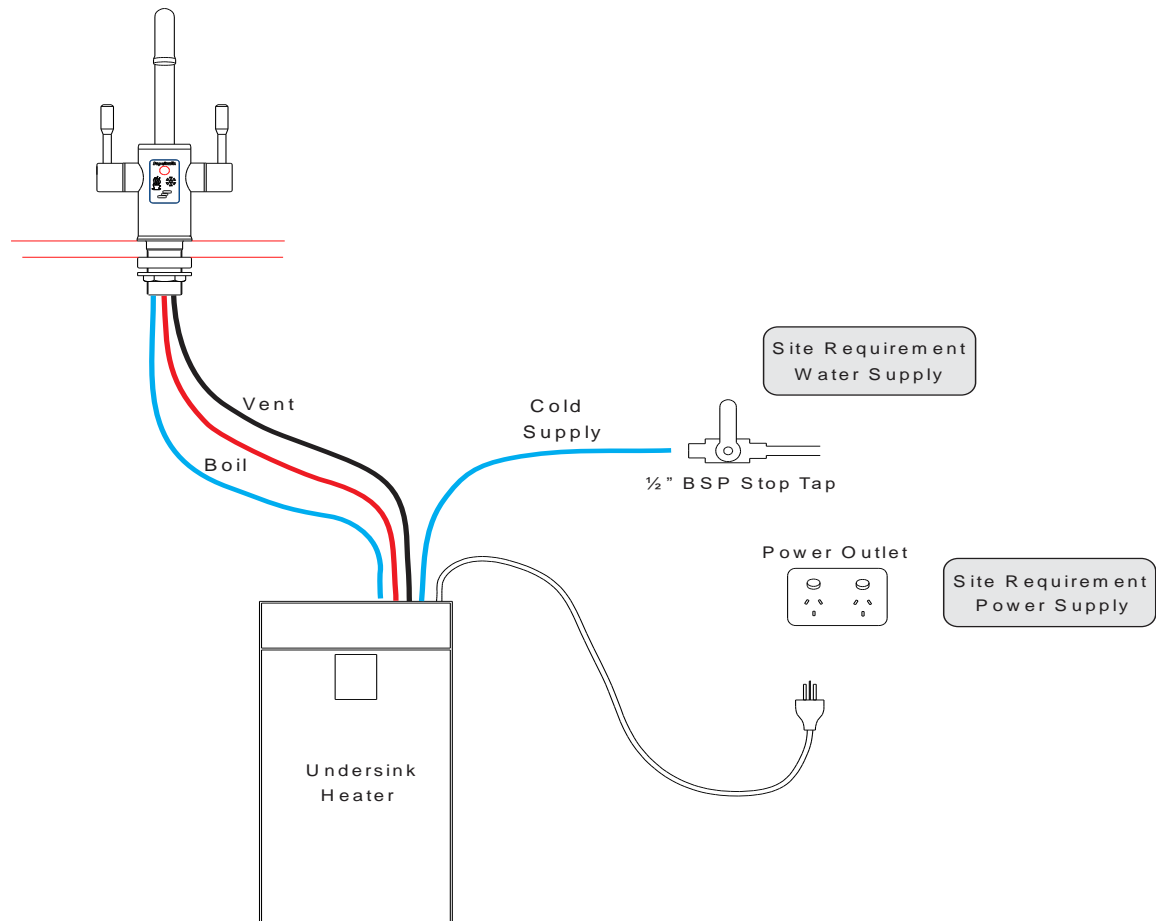 Site Requirement
Water Supply
Vent
Cold
Supply
Boil
½” BSP Stop Tap
Power Outlet
Site Requirement
Power Supply
Undersink
Heater